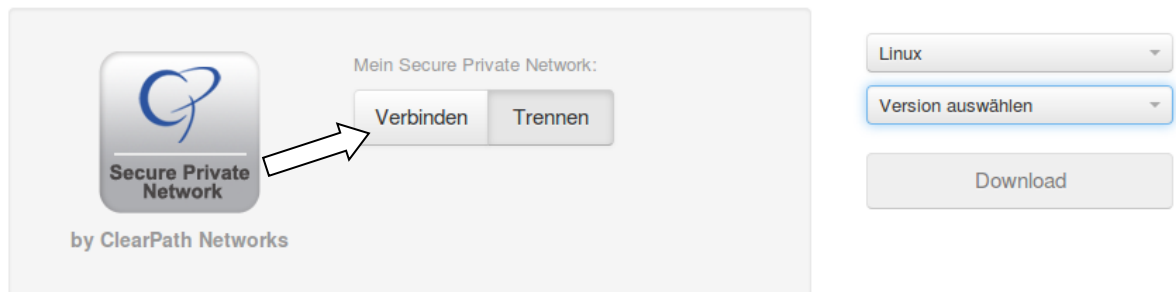 Mein Secure Private Network:
Verbinden Trennen
Secure Private
Network
by ClearPath Networks
Linux
Version auswählen
Download